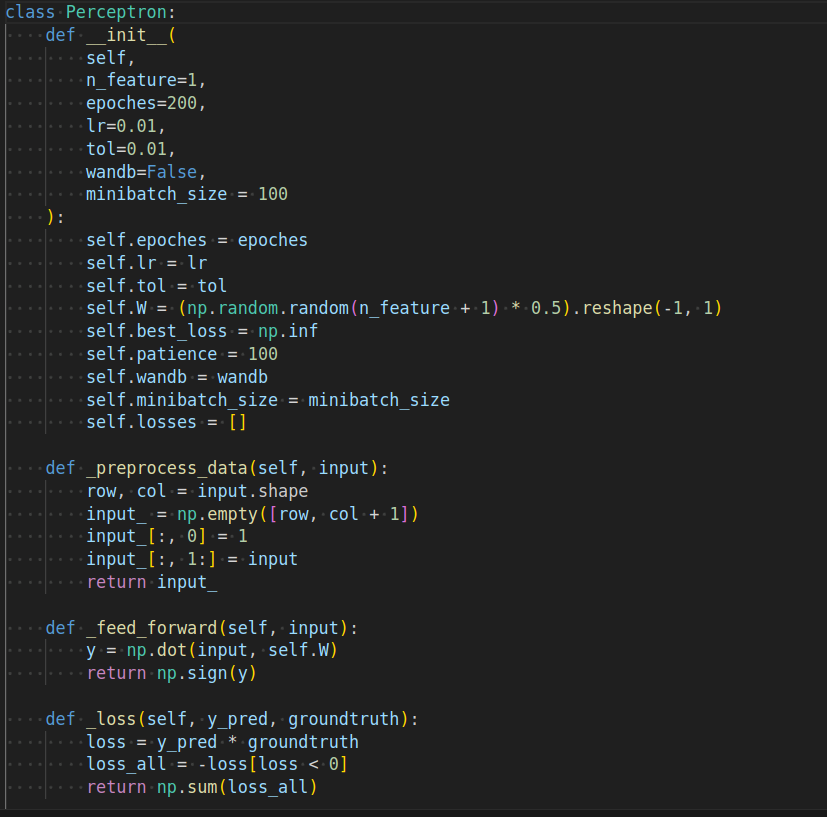 class Perceptron:
    def __init__(
        self,
        n_feature=1,
        epoches=200,
        lr=0.01,
        tol=0.01,
        wandb=False,
        minibatch_size = 100
    ):
        self.epoches = epoches
        self.lr = lr
        self.tol = tol
        self.W = (np.random.random(n_feature + 1) * 0.5).reshape(-1, 1)
        self.best_loss = np.inf
        self.patience = 100
        self.wandb = wandb
        self.minibatch_size = minibatch_size
        self.losses = []

    def _preprocess_data(self, input):
        row, col = input.shape
        input_ = np.empty([row, col + 1])
        input_[:, 0] = 1
        input_[:, 1:] = input
        return input_

    def _feed_forward(self, input):
        y = np.dot(input, self.W)
        return np.sign(y)

    def _loss(self, y_pred, groundtruth):
        loss = y_pred * groundtruth
        loss_all = -loss[loss < 0]
        return np.sum(loss_all)